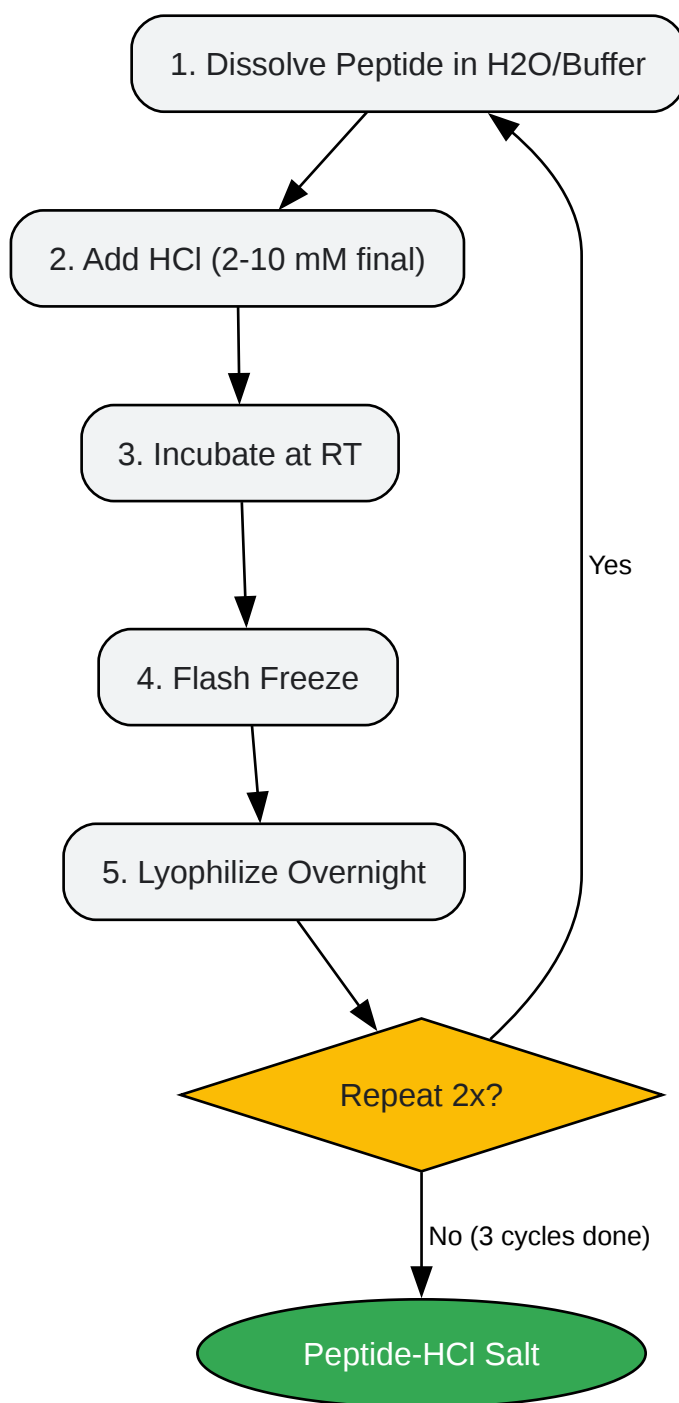 1. Dissolve Peptide in H2O/Buffer
2. Add HCl (2-10 mM final)
3. Incubate at RT
4. Flash Freeze
5. Lyophilize Overnight
Repeat 2x?
Yes
No (3 cycles done)
Peptide-HCl Salt